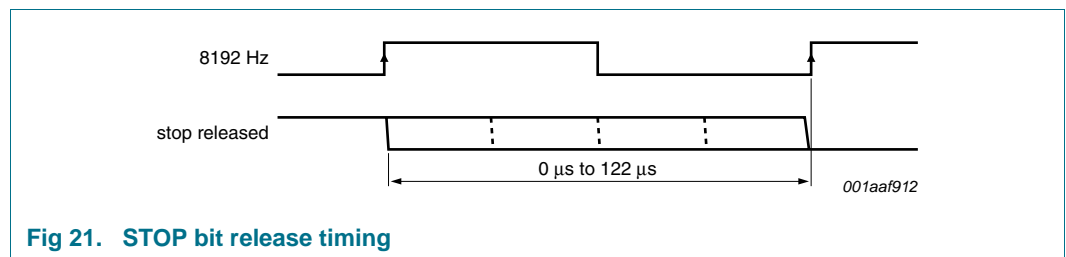 8192 Hz
stop released
0 μs to 122 μs
001aaf912
Fig 21. STOP bit release timing